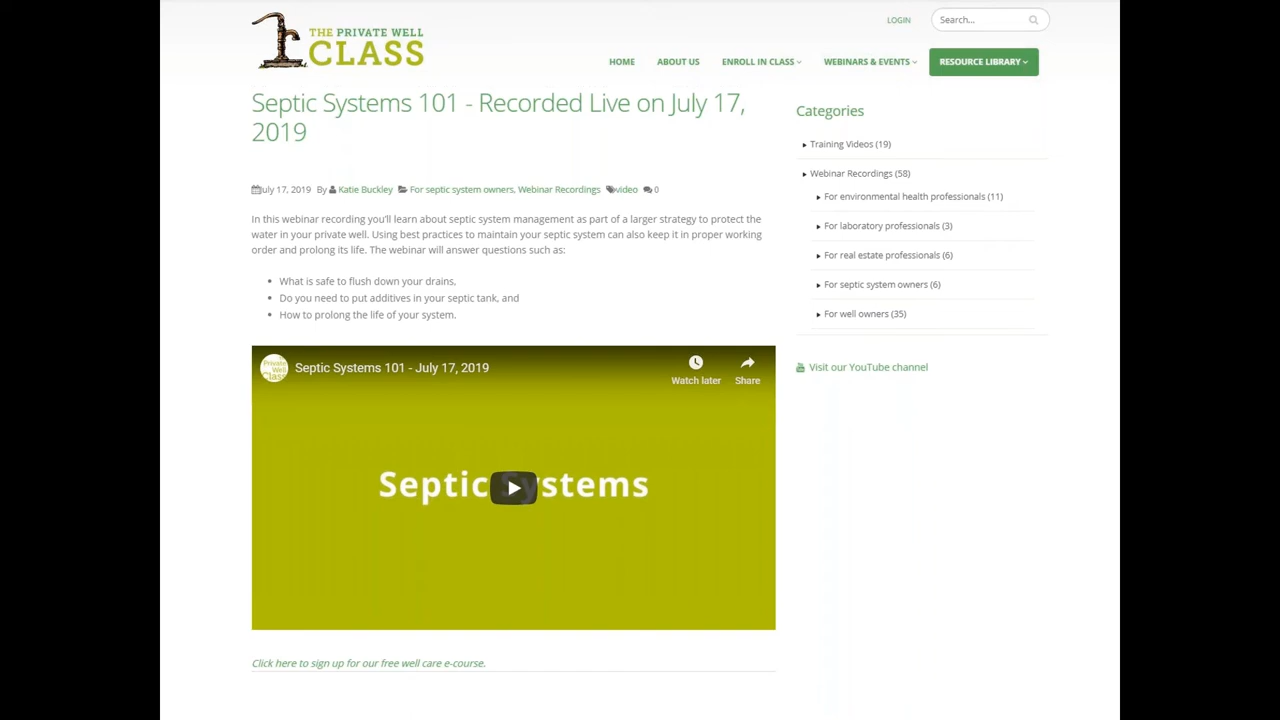 THE PRIVATE WELL
CLASS
LOGIN
Search...
HOME ABOUT US ENROLL IN CLASS WEBINARS & EVENTS RESOURCE LIBRARY
Septic Systems 101 - Recorded Live on July 17,
2019
July 17, 2019 By Katie Buckley For septic system owners, Webinar Recordings video 0
In this webinar recording you'll learn about septic system management as part of a larger strategy to protect the
water in your private well. Using best practices to maintain your septic system can also keep it in proper working
order and prolong its life. The webinar will answer questions such as:
• What is safe to flush down your drains,
• Do you need to put additives in your septic tank, and
• How to prolong the life of your system.
Private
Well
Class
Septic Systems 101 - July 17, 2019
Watch later
Share
Septic Systems
Click here to sign up for our free well care e-course.
Categories
Training Videos (19)
Webinar Recordings (58)
For environmental health professionals (11)
For laboratory professionals (3)
For real estate professionals (6)
For septic system owners (6)
For well owners (35)
Visit our YouTube channel